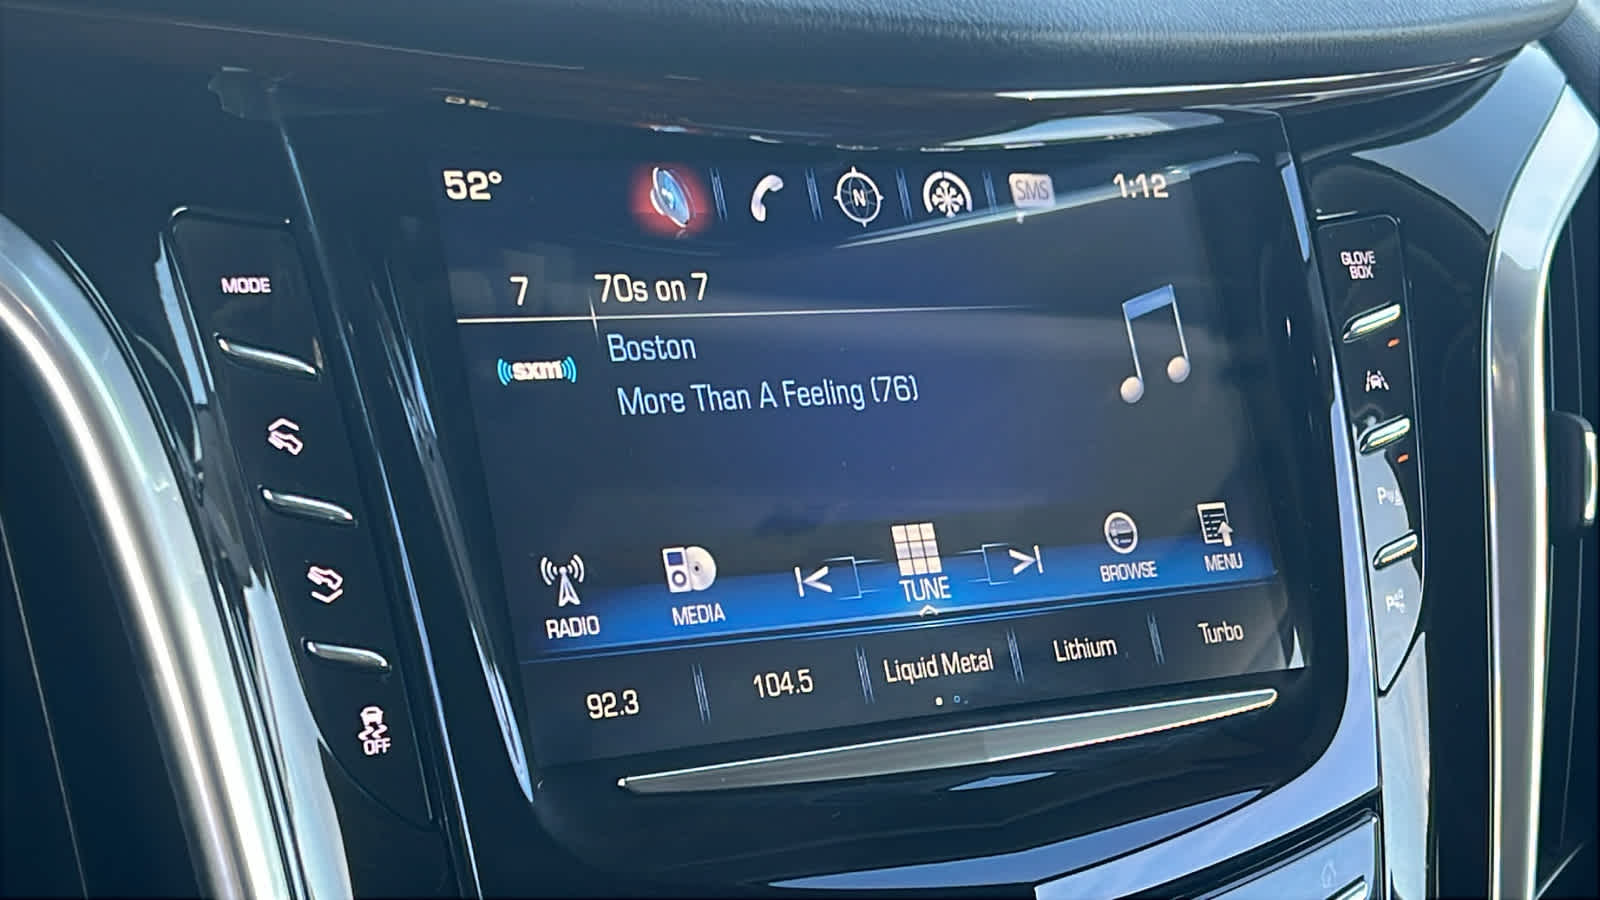 52°
N
SMS
1:12
MODE
GLOVE
BOX
7
70s on 7
sxm
Boston
More Than A Feeling (76)
RADIO
MEDIA
TUNE
BROWSE
MENU
92.3
104.5
Liquid Metal
Lithium
Turbo
OFF